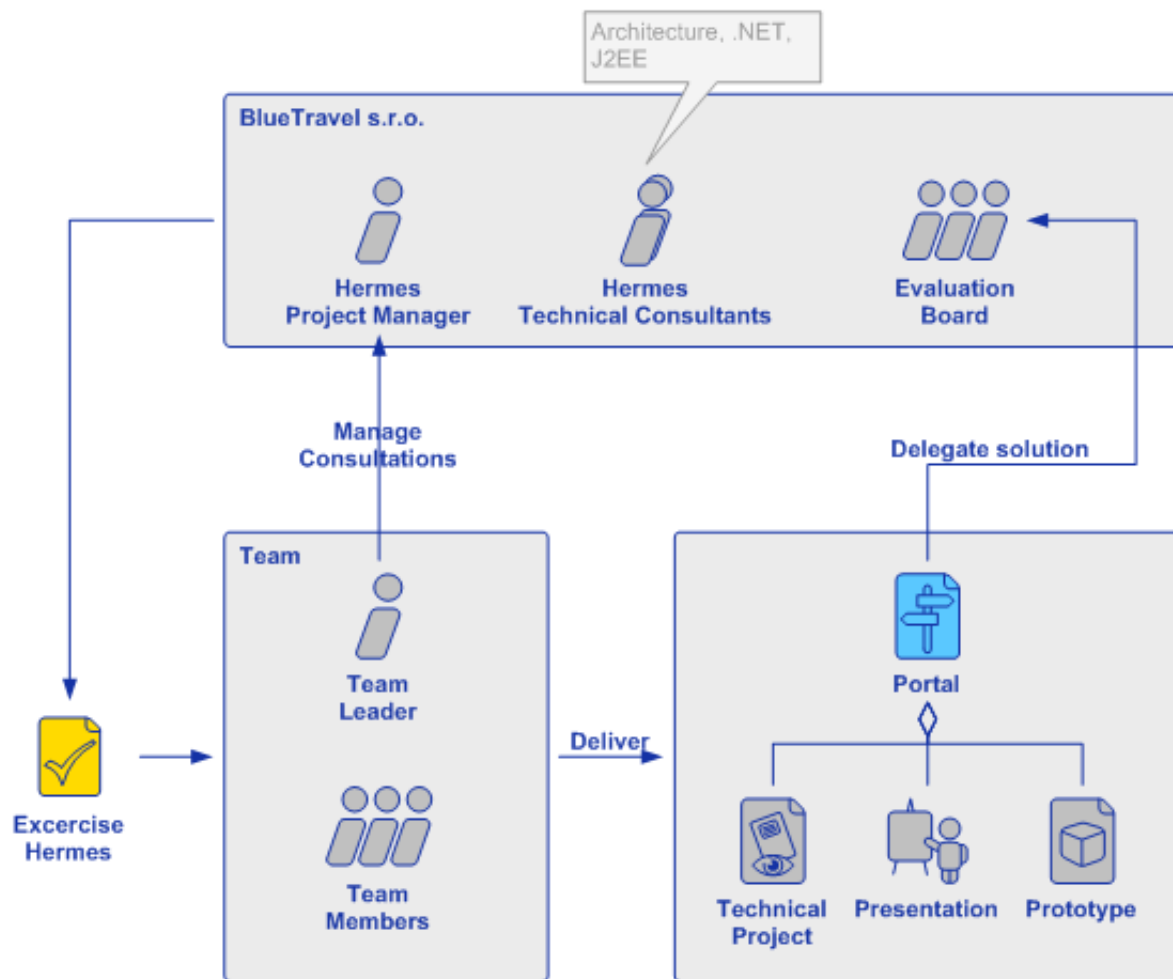 Architecture, .NET,
J2EE
BlueTravel s.r.o.
Hermes
Project Manager
Hermes
Technical Consultants
Evaluation
Board
Manage
Consultations
Delegate solution
Team
Team
Leader
Portal
Deliver
Excercise
Hermes
Team
Members
Technical
Project
Presentation
Prototype